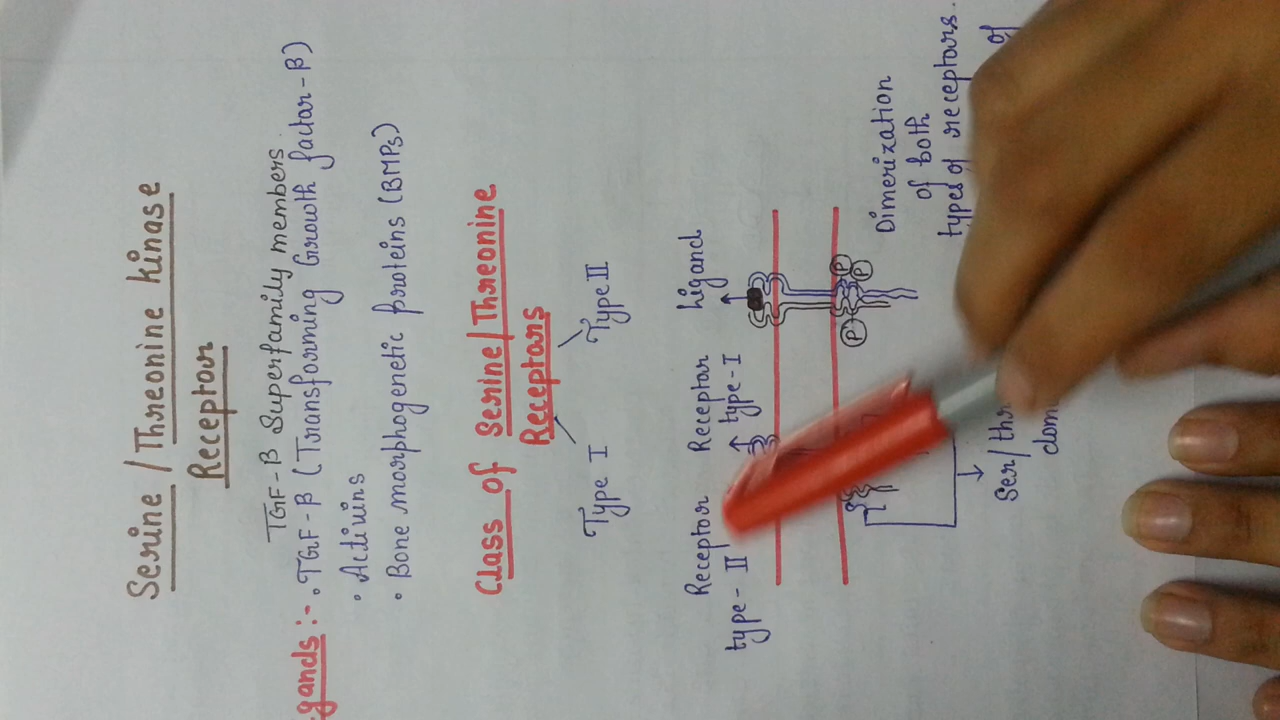 Serine/Threonine kinase
Receptor
TGF-B Superfamily members
gands:- • TGF-B (Transforming Growth factor-B)
• Activins
• Bone morphogenetic proteins (BMPs)
Class of Serine/Threonine
Receptors
Type I Type II
Receptor Receptor Ligand
type-II type-I
P
P
P
Dimerization
of both
types of receptors.
of
Ser/thr
dom